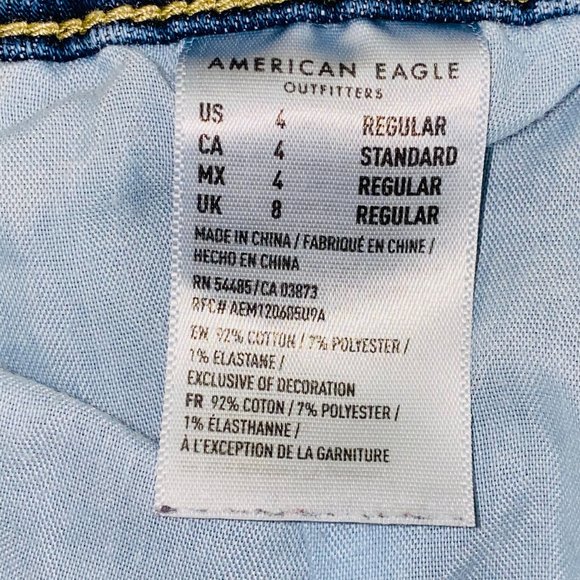 AMERICAN EAGLE
OUTFITTERS
US 4 REGULAR
CA 4 STANDARD
MX 4 REGULAR
UK 8 REGULAR
MADE IN CHINA / FABRIQUÉ EN CHINE /
HECHO EN CHINA
RN 54485/CA 03873
RFC# AEM120605U9A
EN 92% COTTON / 7% POLYESTER /
1% ELASTANE /
EXCLUSIVE OF DECORATION
FR 92% COTON / 7% POLYESTER /
1% ÉLASTHANNE /
À L'EXCEPTION DE LA GARNITURE